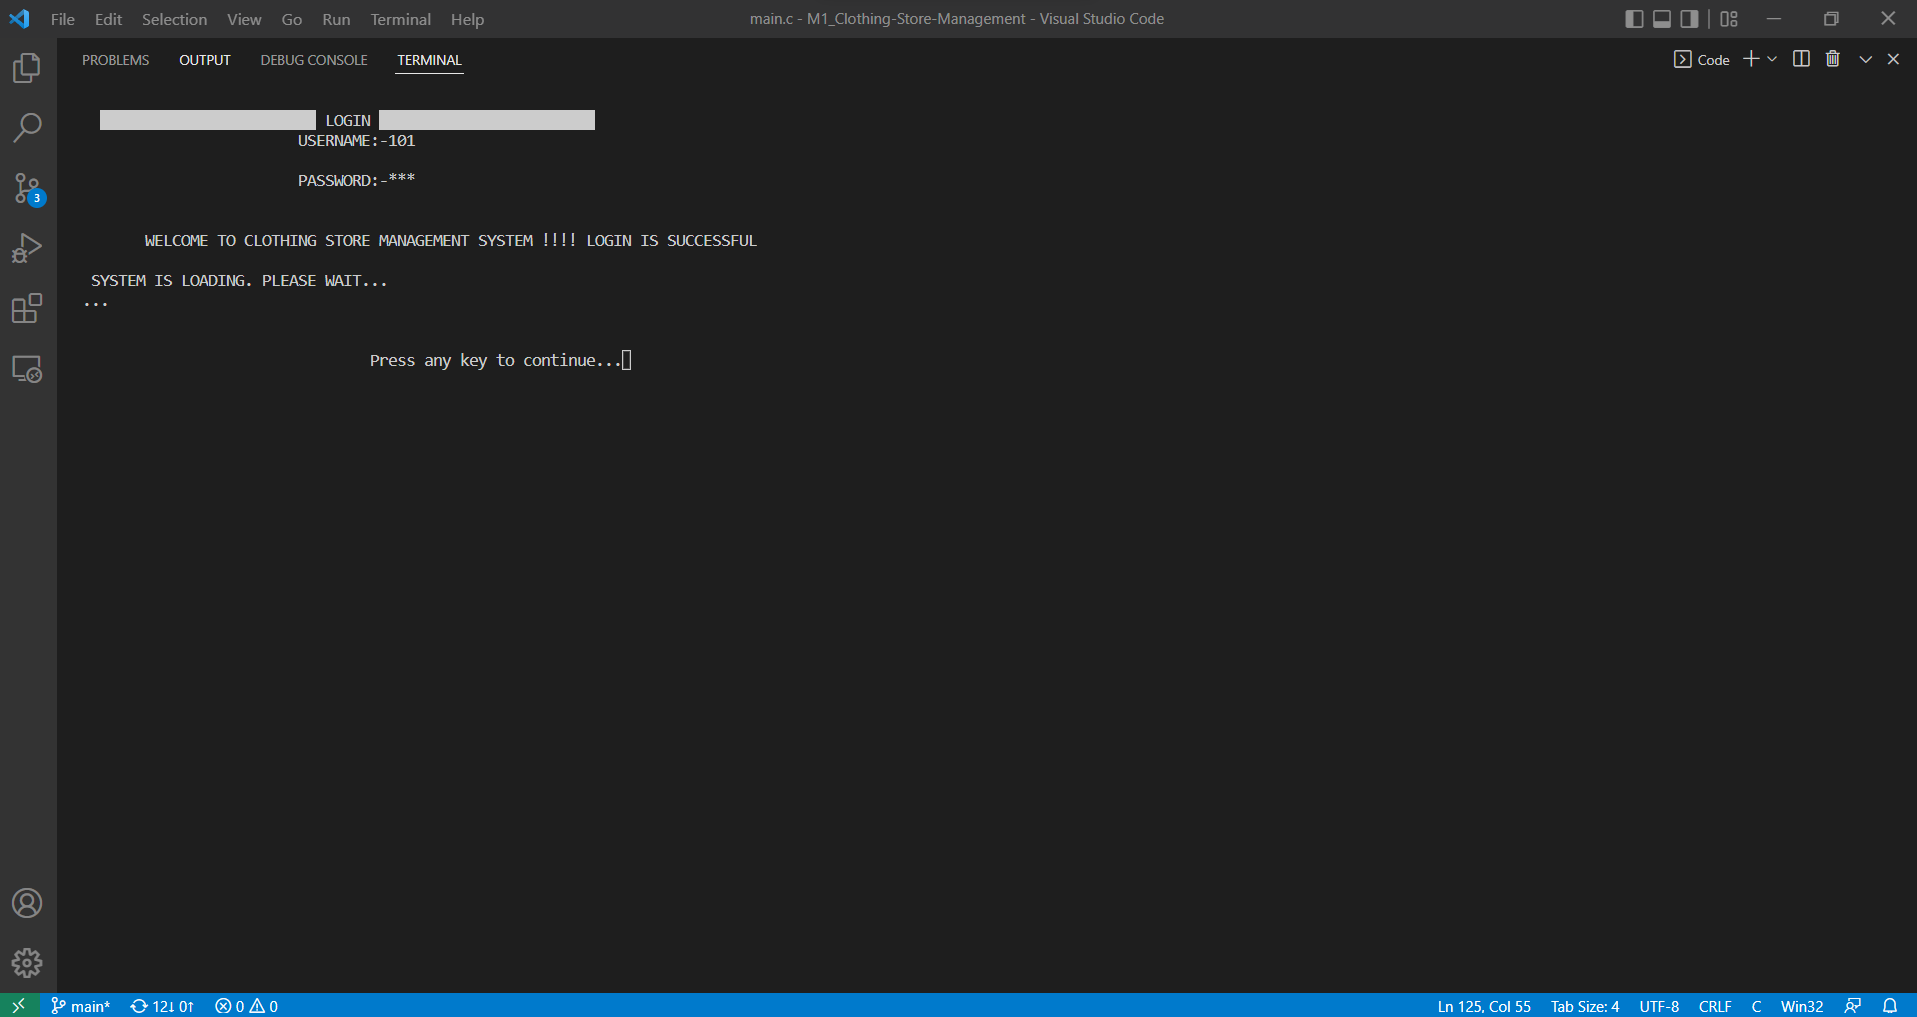 File Edit Selection View Go Run Terminal Help main.c - M1_Clothing-Store-Management - Visual Studio Code
PROBLEMS OUTPUT DEBUG CONSOLE TERMINAL Code
LOGIN
USERNAME:-101
PASSWORD:-***
WELCOME TO CLOTHING STORE MANAGEMENT SYSTEM !!!! LOGIN IS SUCCESSFUL
SYSTEM IS LOADING. PLEASE WAIT...
...
Press any key to continue...
3
main* 12↓ 0↑ 0 0 Ln 125, Col 55 Tab Size: 4 UTF-8 CRLF C Win32